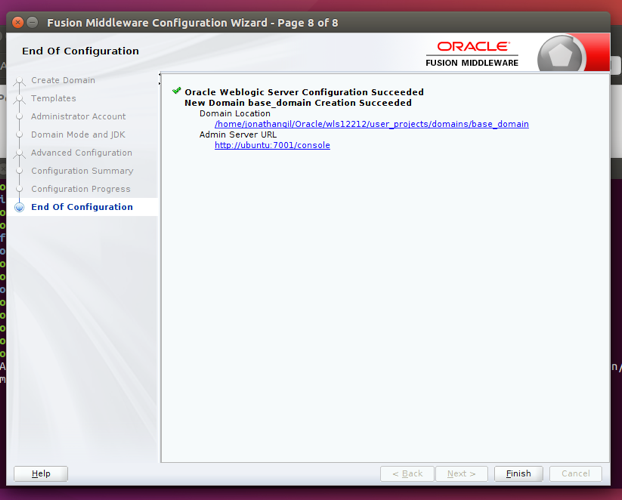 Fusion Middleware Configuration Wizard - Page 8 of 8
End Of Configuration
ORACLE
FUSION MIDDLEWARE
Create Domain
Templates
Administrator Account
Domain Mode and JDK
Advanced Configuration
Configuration Summary
Configuration Progress
End Of Configuration
Oracle Weblogic Server Configuration Succeeded
New Domain base_domain Creation Succeeded
Domain Location
/home/jonathangil/Oracle/wls12212/user_projects/domains/base_domain
Admin Server URL
http://ubuntu:7001/console
Help
< Back
Next >
Finish
Cancel